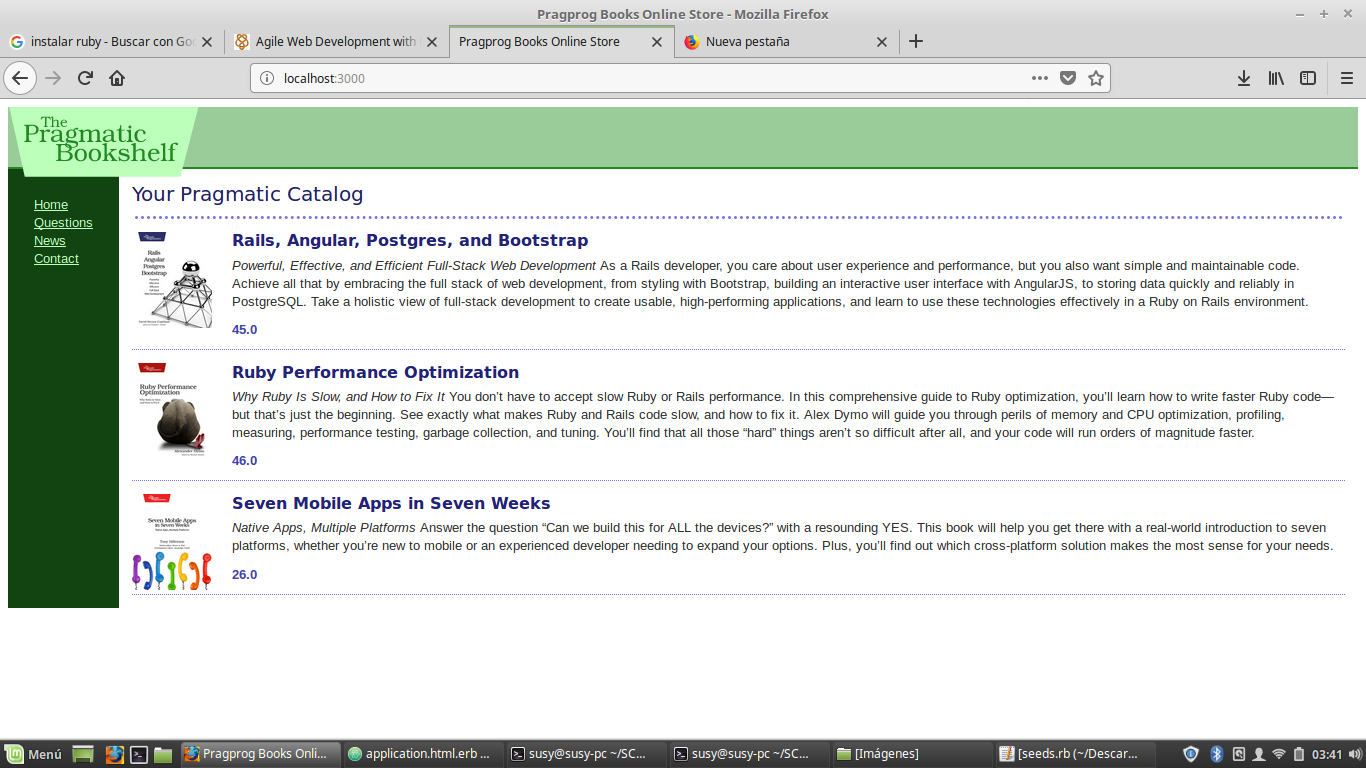 Pragprog Books Online Store - Mozilla Firefox
instalar ruby - Buscar con Goo
Agile Web Development with
Pragprog Books Online Store
Nueva pestaña
localhost:3000
The
Pragmatic
Bookshelf
Home
Questions
News
Contact
Your Pragmatic Catalog
Rails
Angular
Postgres
Bootstrap
Rails, Angular, Postgres, and Bootstrap
Powerful, Effective, and Efficient Full-Stack Web Development As a Rails developer, you care about user experience and performance, but you also want simple and maintainable code.
Achieve all that by embracing the full stack of web development, from styling with Bootstrap, building an interactive user interface with AngularJS, to storing data quickly and reliably in
PostgreSQL. Take a holistic view of full-stack development to create usable, high-performing applications, and learn to use these technologies effectively in a Ruby on Rails environment.
45.0
Ruby Performance
Optimization
Ruby Performance Optimization
Why Ruby Is Slow, and How to Fix It You don’t have to accept slow Ruby or Rails performance. In this comprehensive guide to Ruby optimization, you’ll learn how to write faster Ruby code—
but that’s just the beginning. See exactly what makes Ruby and Rails code slow, and how to fix it. Alex Dymo will guide you through perils of memory and CPU optimization, profiling,
measuring, performance testing, garbage collection, and tuning. You’ll find that all those “hard” things aren’t so difficult after all, and your code will run orders of magnitude faster.
46.0
Seven Mobile Apps
in Seven Weeks
Seven Mobile Apps in Seven Weeks
Native Apps, Multiple Platforms Answer the question “Can we build this for ALL the devices?” with a resounding YES. This book will help you get there with a real-world introduction to seven
platforms, whether you’re new to mobile or an experienced developer needing to expand your options. Plus, you’ll find out which cross-platform solution makes the most sense for your needs.
26.0
Menú
Pragprog Books Onli...
application.html.erb ...
susy@susy-pc ~/SC...
susy@susy-pc ~/SC...
[Imágenes]
[seeds.rb (~/Descar...
03:41